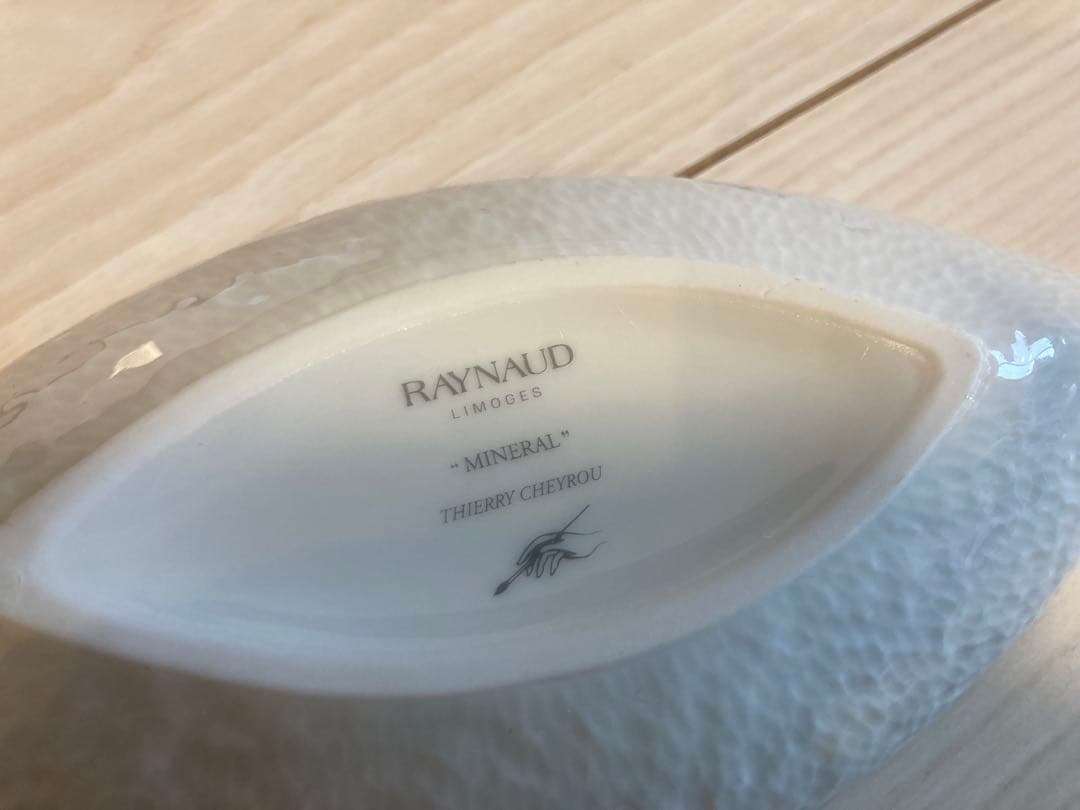 RAYNAUD
LIMOGES
“MINERAL”
THIERRY CHEYROU